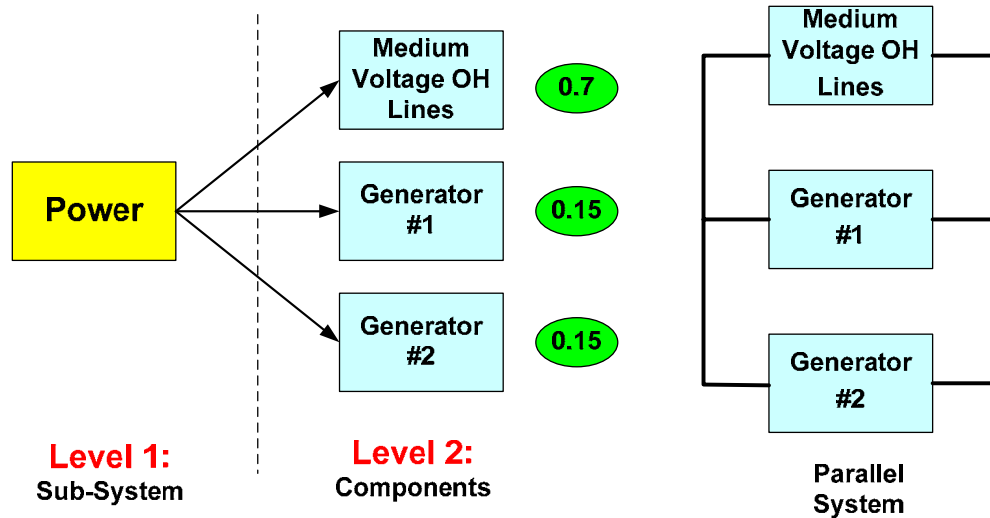 Power
Level 1:
Sub-System
Medium
Voltage OH
Lines
0.7
Generator
#1
0.15
Generator
#2
0.15
Level 2:
Components
Medium
Voltage OH
Lines
Generator
#1
Generator
#2
Parallel
System